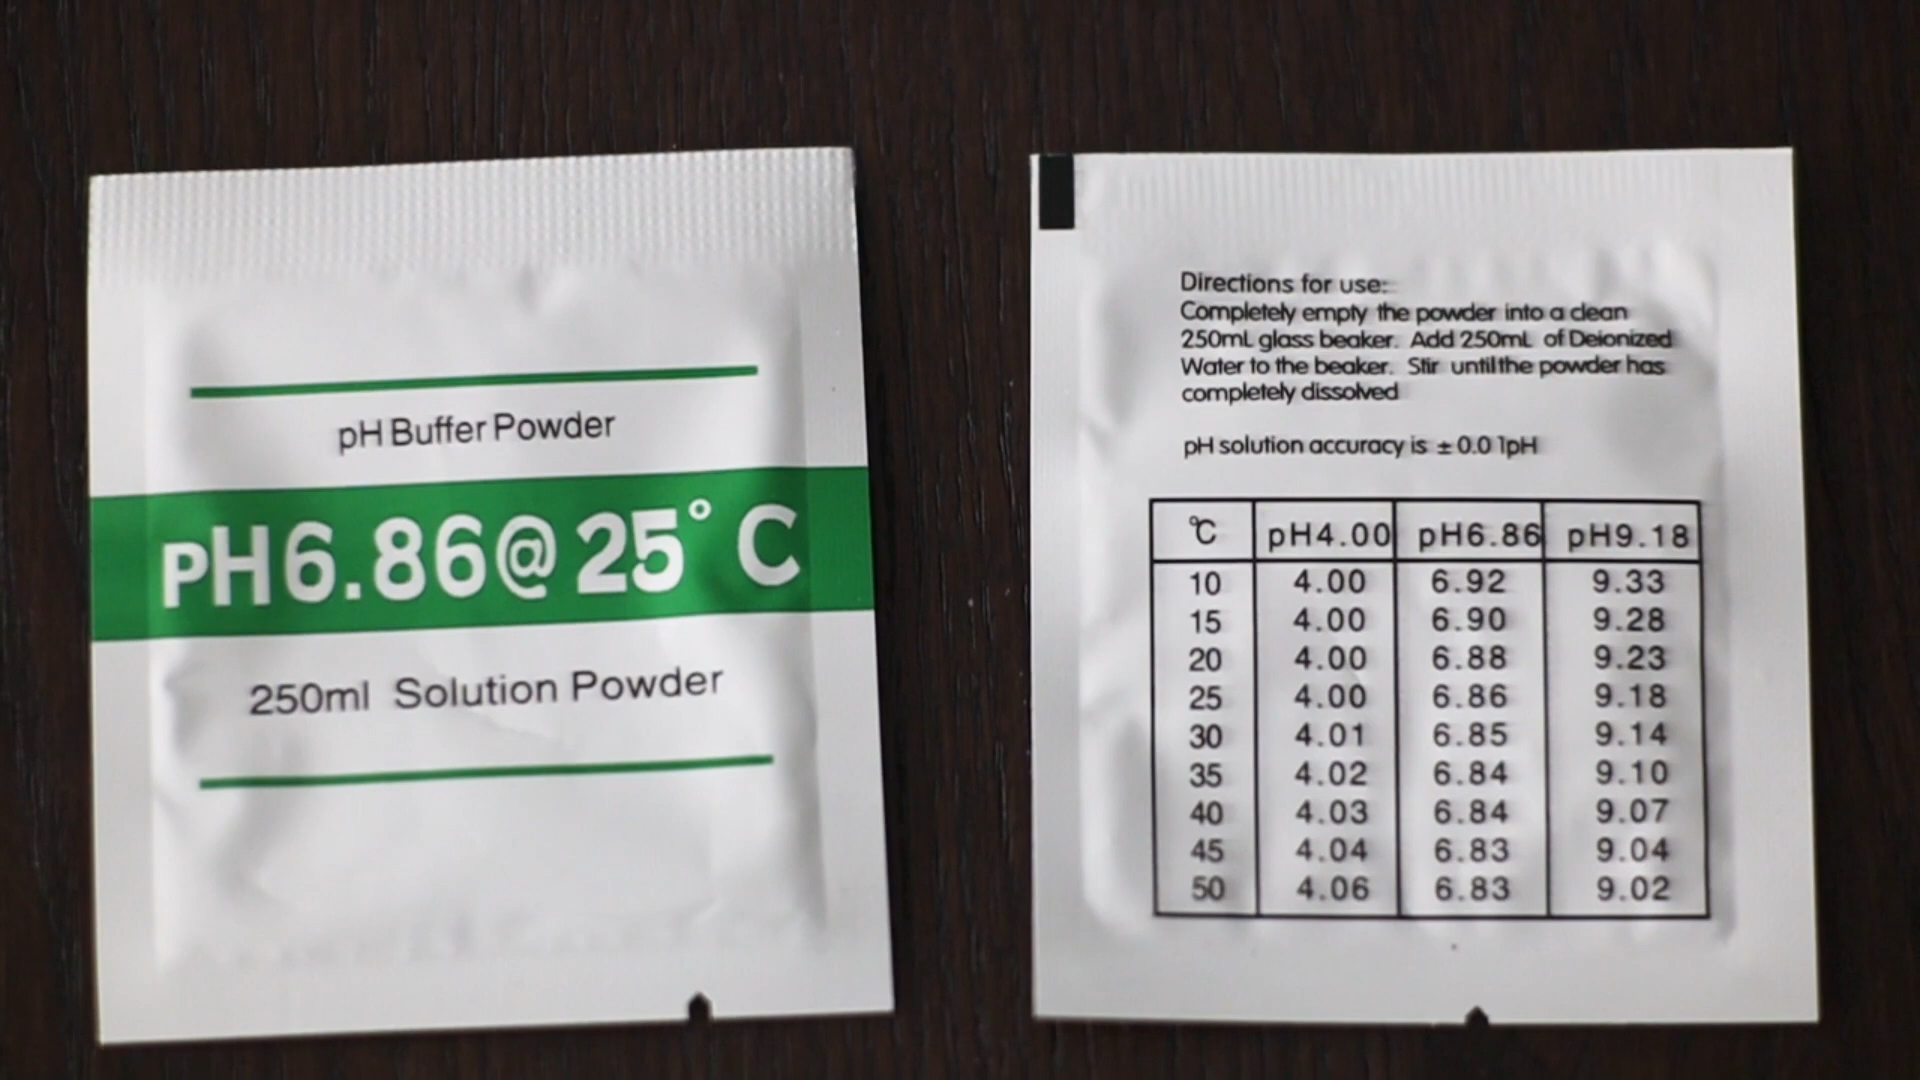 pH Buffer Powder
PH6.86@25°C
250ml Solution Powder
Directions for use:
Completely empty the powder into a clean
250mL glass beaker. Add 250mL of Deionized
Water to the beaker. Stir until the powder has
completely dissolved
pH solution accuracy is ±0.01pH
°C pH4.00 pH6.86 pH9.18
10 4.00 6.92 9.33
15 4.00 6.90 9.28
20 4.00 6.88 9.23
25 4.00 6.86 9.18
30 4.01 6.85 9.14
35 4.02 6.84 9.10
40 4.03 6.84 9.07
45 4.04 6.83 9.04
50 4.06 6.83 9.02